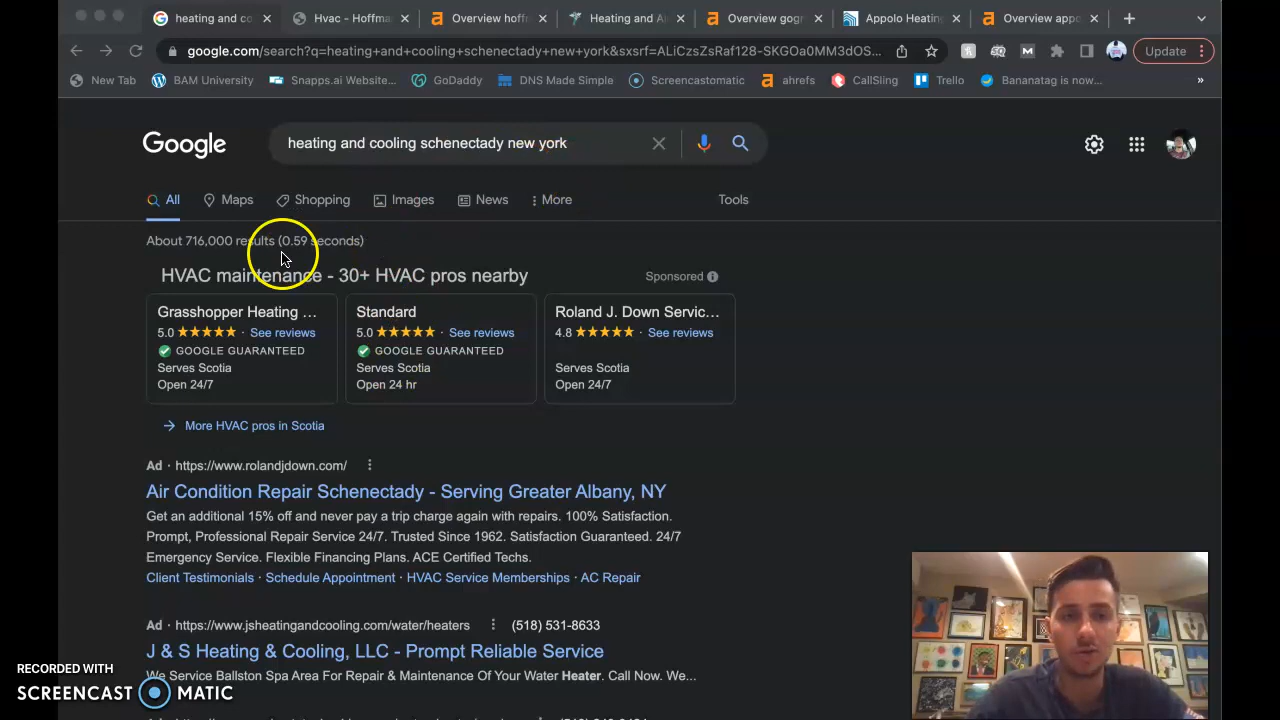 heating and co
Hvac - Hoffma
Overview hoff
Heating and Ai
Overview gogr
Appolo Heating
Overview appo
google.com/search?q=heating+and+cooling+schenectady+new+york&sxsrf=ALiCzsZsRaf128-SKGOa0MM3dOS...
Update
New Tab
BAM University
Snapps.ai Website...
GoDaddy
DNS Made Simple
Screencastomatic
ahrefs
CallSling
Trello
Bananatag is now...
»
Google
heating and cooling schenectady new york
All
Maps
Shopping
Images
News
More
Tools
About 716,000 results (0.59 seconds)
HVAC maintenance - 30+ HVAC pros nearby
Sponsored
Grasshopper Heating ...
5.0 ★★★★★ · See reviews
GOOGLE GUARANTEED
Serves Scotia
Open 24/7
Standard
5.0 ★★★★★ · See reviews
GOOGLE GUARANTEED
Serves Scotia
Open 24 hr
Roland J. Down Servic...
4.8 ★★★★★ · See reviews
Serves Scotia
Open 24/7
More HVAC pros in Scotia
Ad · https://www.rolandjdown.com/
Air Condition Repair Schenectady - Serving Greater Albany, NY
Get an additional 15% off and never pay a trip charge again with repairs. 100% Satisfaction.
Prompt, Professional Repair Service 24/7. Trusted Since 1962. Satisfaction Guaranteed. 24/7
Emergency Service. Flexible Financing Plans. ACE Certified Techs.
Client Testimonials · Schedule Appointment · HVAC Service Memberships · AC Repair
Ad · https://www.jsheatingandcooling.com/water/heaters (518) 531-8633
J & S Heating & Cooling, LLC - Prompt Reliable Service
We Service Ballston Spa Area For Repair & Maintenance Of Your Water Heater. Call Now. We...
RECORDED WITH
SCREENCAST MATIC